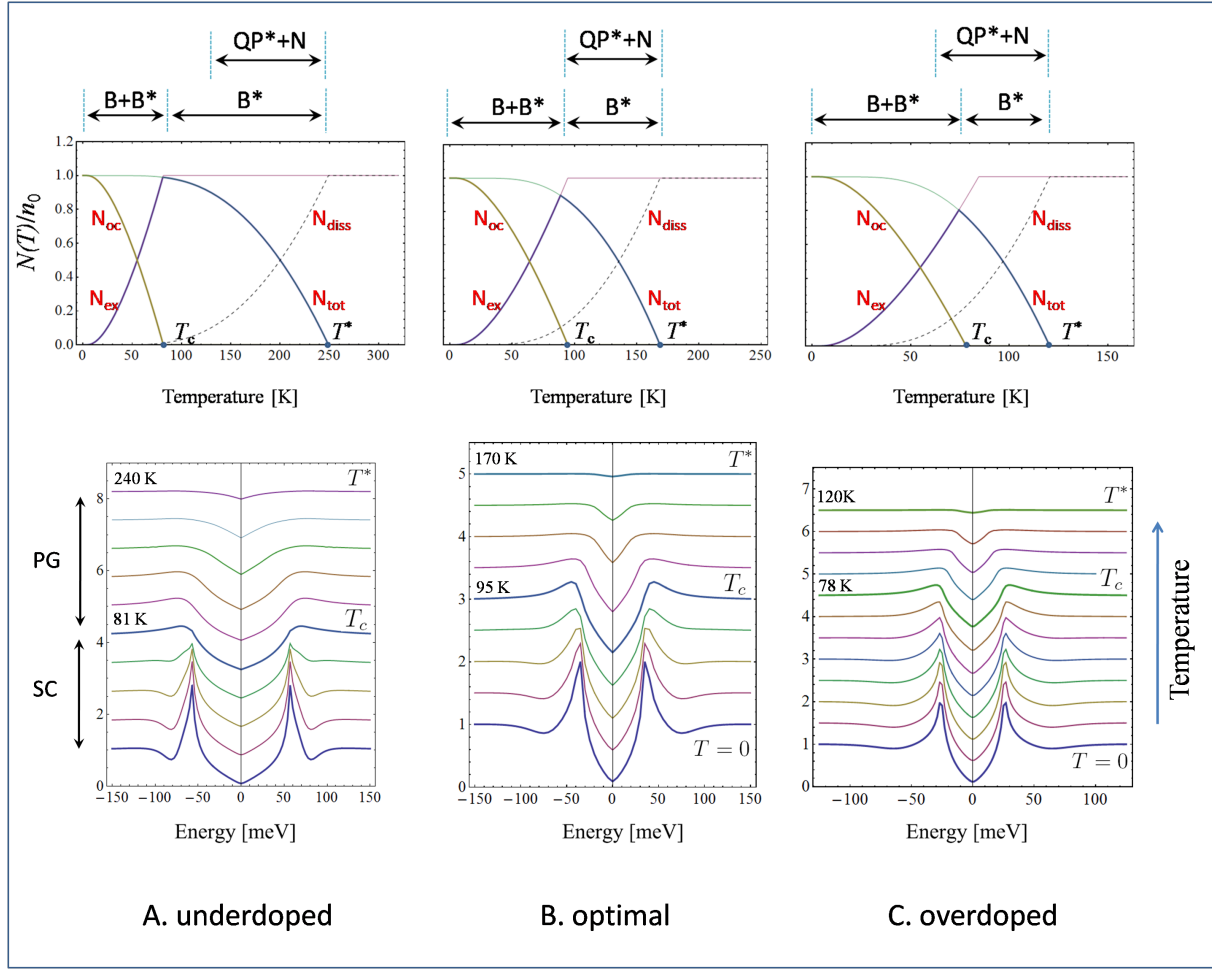 QP*+N QP*+N QP*+N
B+B* B* B+B* B* B+B* B*
N(T)/n0
1.2
1.0
0.8
0.6
0.4
0.2
0.0
Noc Ndiss
Nex Ntot
Tc T*
0 50 100 150 200 250 300
Temperature [K]
Noc Ndiss
Nex Ntot
Tc T*
0 50 100 150 200 250
Temperature [K]
Noc Ndiss
Nex Ntot
Tc T*
0 50 100 150
Temperature [K]
PG
SC
240 K T*
81 K Tc
8
6
4
2
0
−150 −100 −50 0 50 100 150
Energy [meV]
170 K T*
95 K Tc
T = 0
5
4
3
2
1
0
−150 −100 −50 0 50 100 150
Energy [meV]
120K T*
78 K Tc
T = 0
7
6
5
4
3
2
1
0
−100 −50 0 50 100
Energy [meV]
Temperature
A. underdoped
B. optimal
C. overdoped